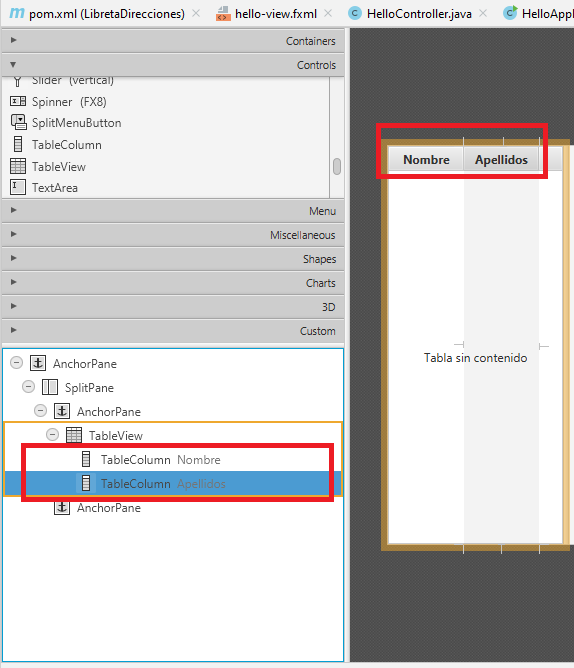 pom.xml (LibretaDirecciones)
hello-view.fxml
HelloController.java
HelloAppl
Containers
Controls
Slider (vertical)
Spinner (FX8)
SplitMenuButton
TableColumn
TableView
TextArea
Menu
Miscellaneous
Shapes
Charts
3D
Custom
AnchorPane
SplitPane
AnchorPane
TableView
TableColumn Nombre
TableColumn Apellidos
AnchorPane
Nombre Apellidos
Tabla sin contenido